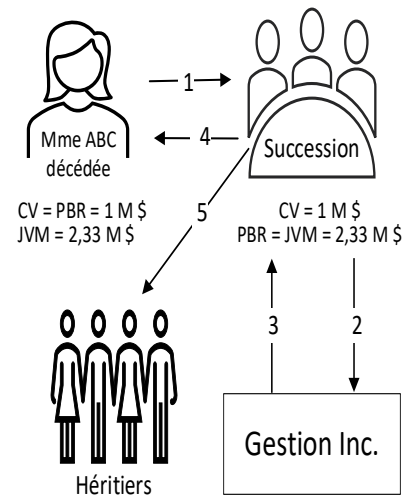 1
Mme ABC
décédée
4
Succession
CV = PBR = 1 M $
JVM = 2,33 M $
5
CV = 1 M $
PBR = JVM = 2,33 M $
3
2
Gestion Inc.
Héritiers